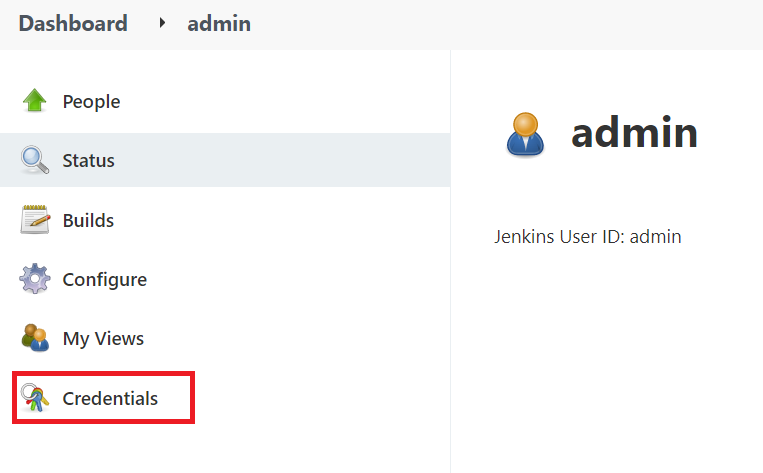 Dashboard admin
People
Status
Builds
Configure
My Views
Credentials
admin
Jenkins User ID: admin